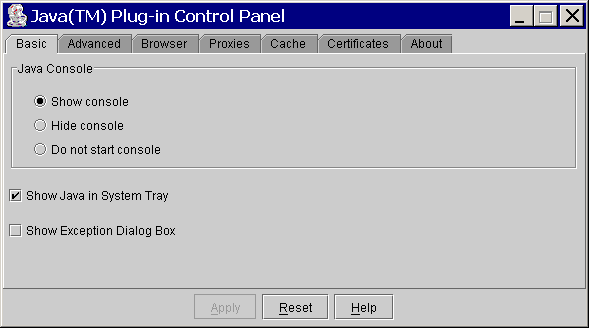 Java(TM) Plug-in Control Panel
Basic Advanced Browser Proxies Cache Certificates About
Java Console
Show console
Hide console
Do not start console
Show Java in System Tray
Show Exception Dialog Box
Apply Reset Help